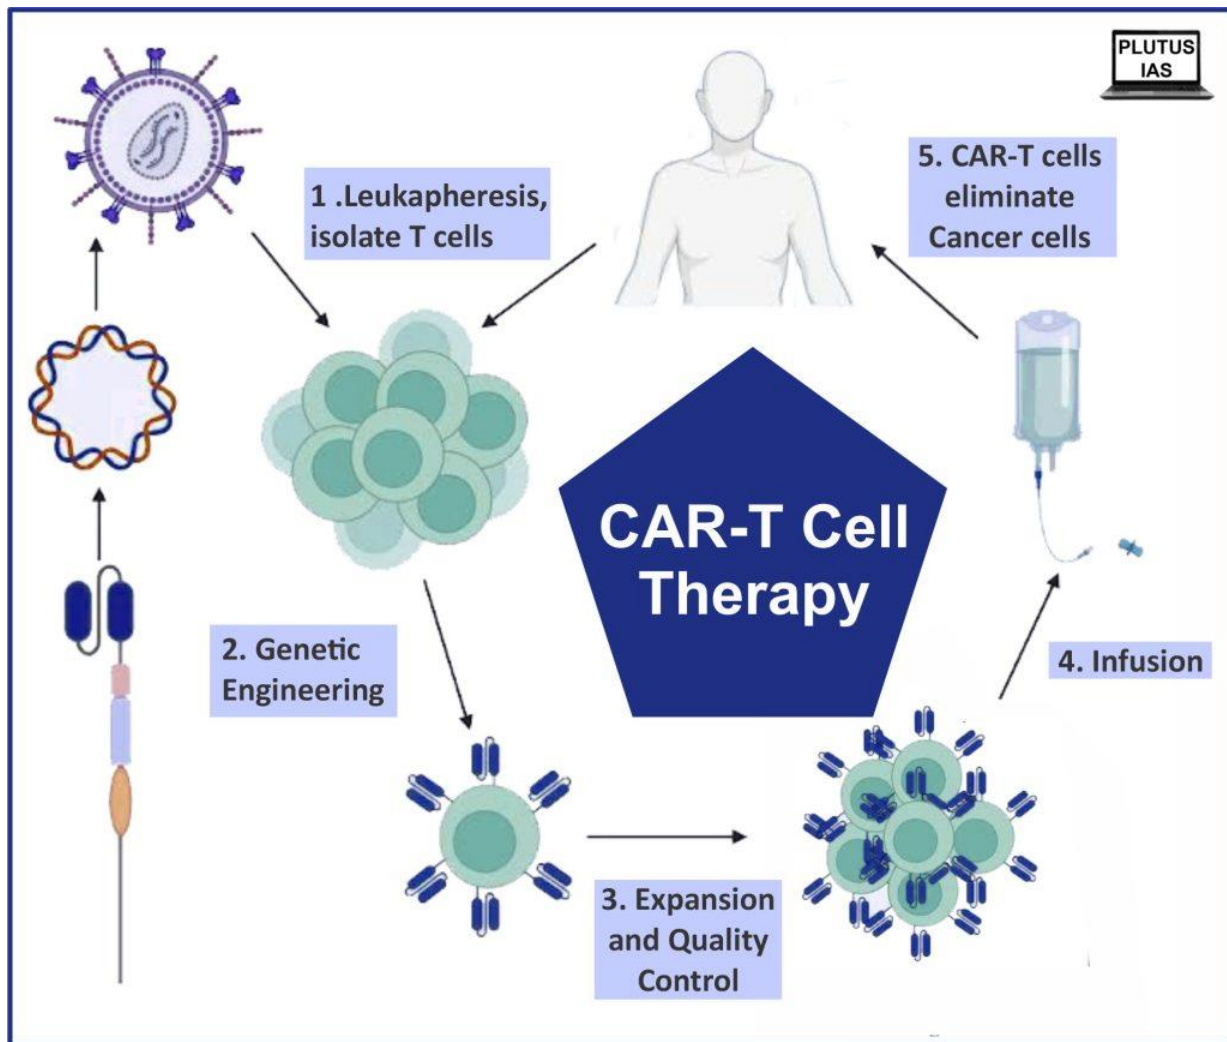 PLUTUS
IAS
1 .Leukapheresis,
isolate T cells
5. CAR-T cells
eliminate
Cancer cells
CAR-T Cell
Therapy
2. Genetic
Engineering
4. Infusion
3. Expansion
and Quality
Control